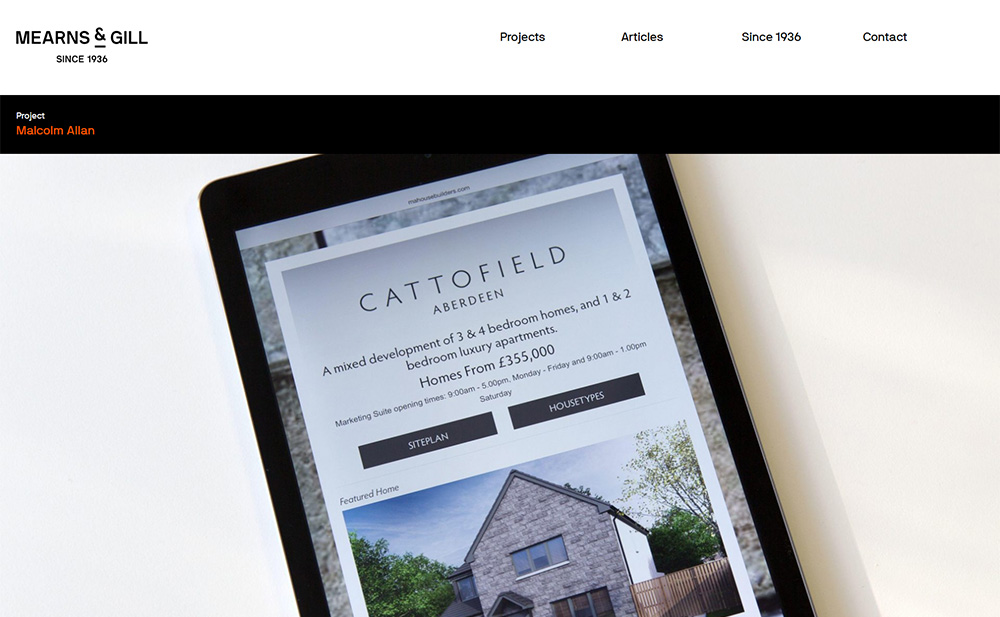 MEARNS & GILL
SINCE 1936
Projects
Articles
Since 1936
Contact
Project
Malcolm Allan
mahousebuilders.com
CATTOFIELD
ABERDEEN
A mixed development of 3 & 4 bedroom homes, and 1 & 2
bedroom luxury apartments.
Homes From £355,000
Marketing Suite opening times: 9:00am - 5.00pm, Monday - Friday and 9:00am - 1.00pm
Saturday
SITEPLAN
HOUSETYPES
Featured Home